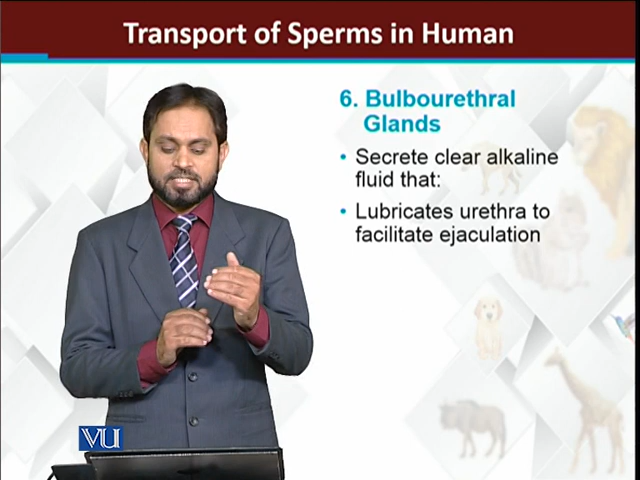 Transport of Sperms in Human
6. Bulbourethral
Glands
• Secrete clear alkaline
fluid that:
• Lubricates urethra to
facilitate ejaculation
VU